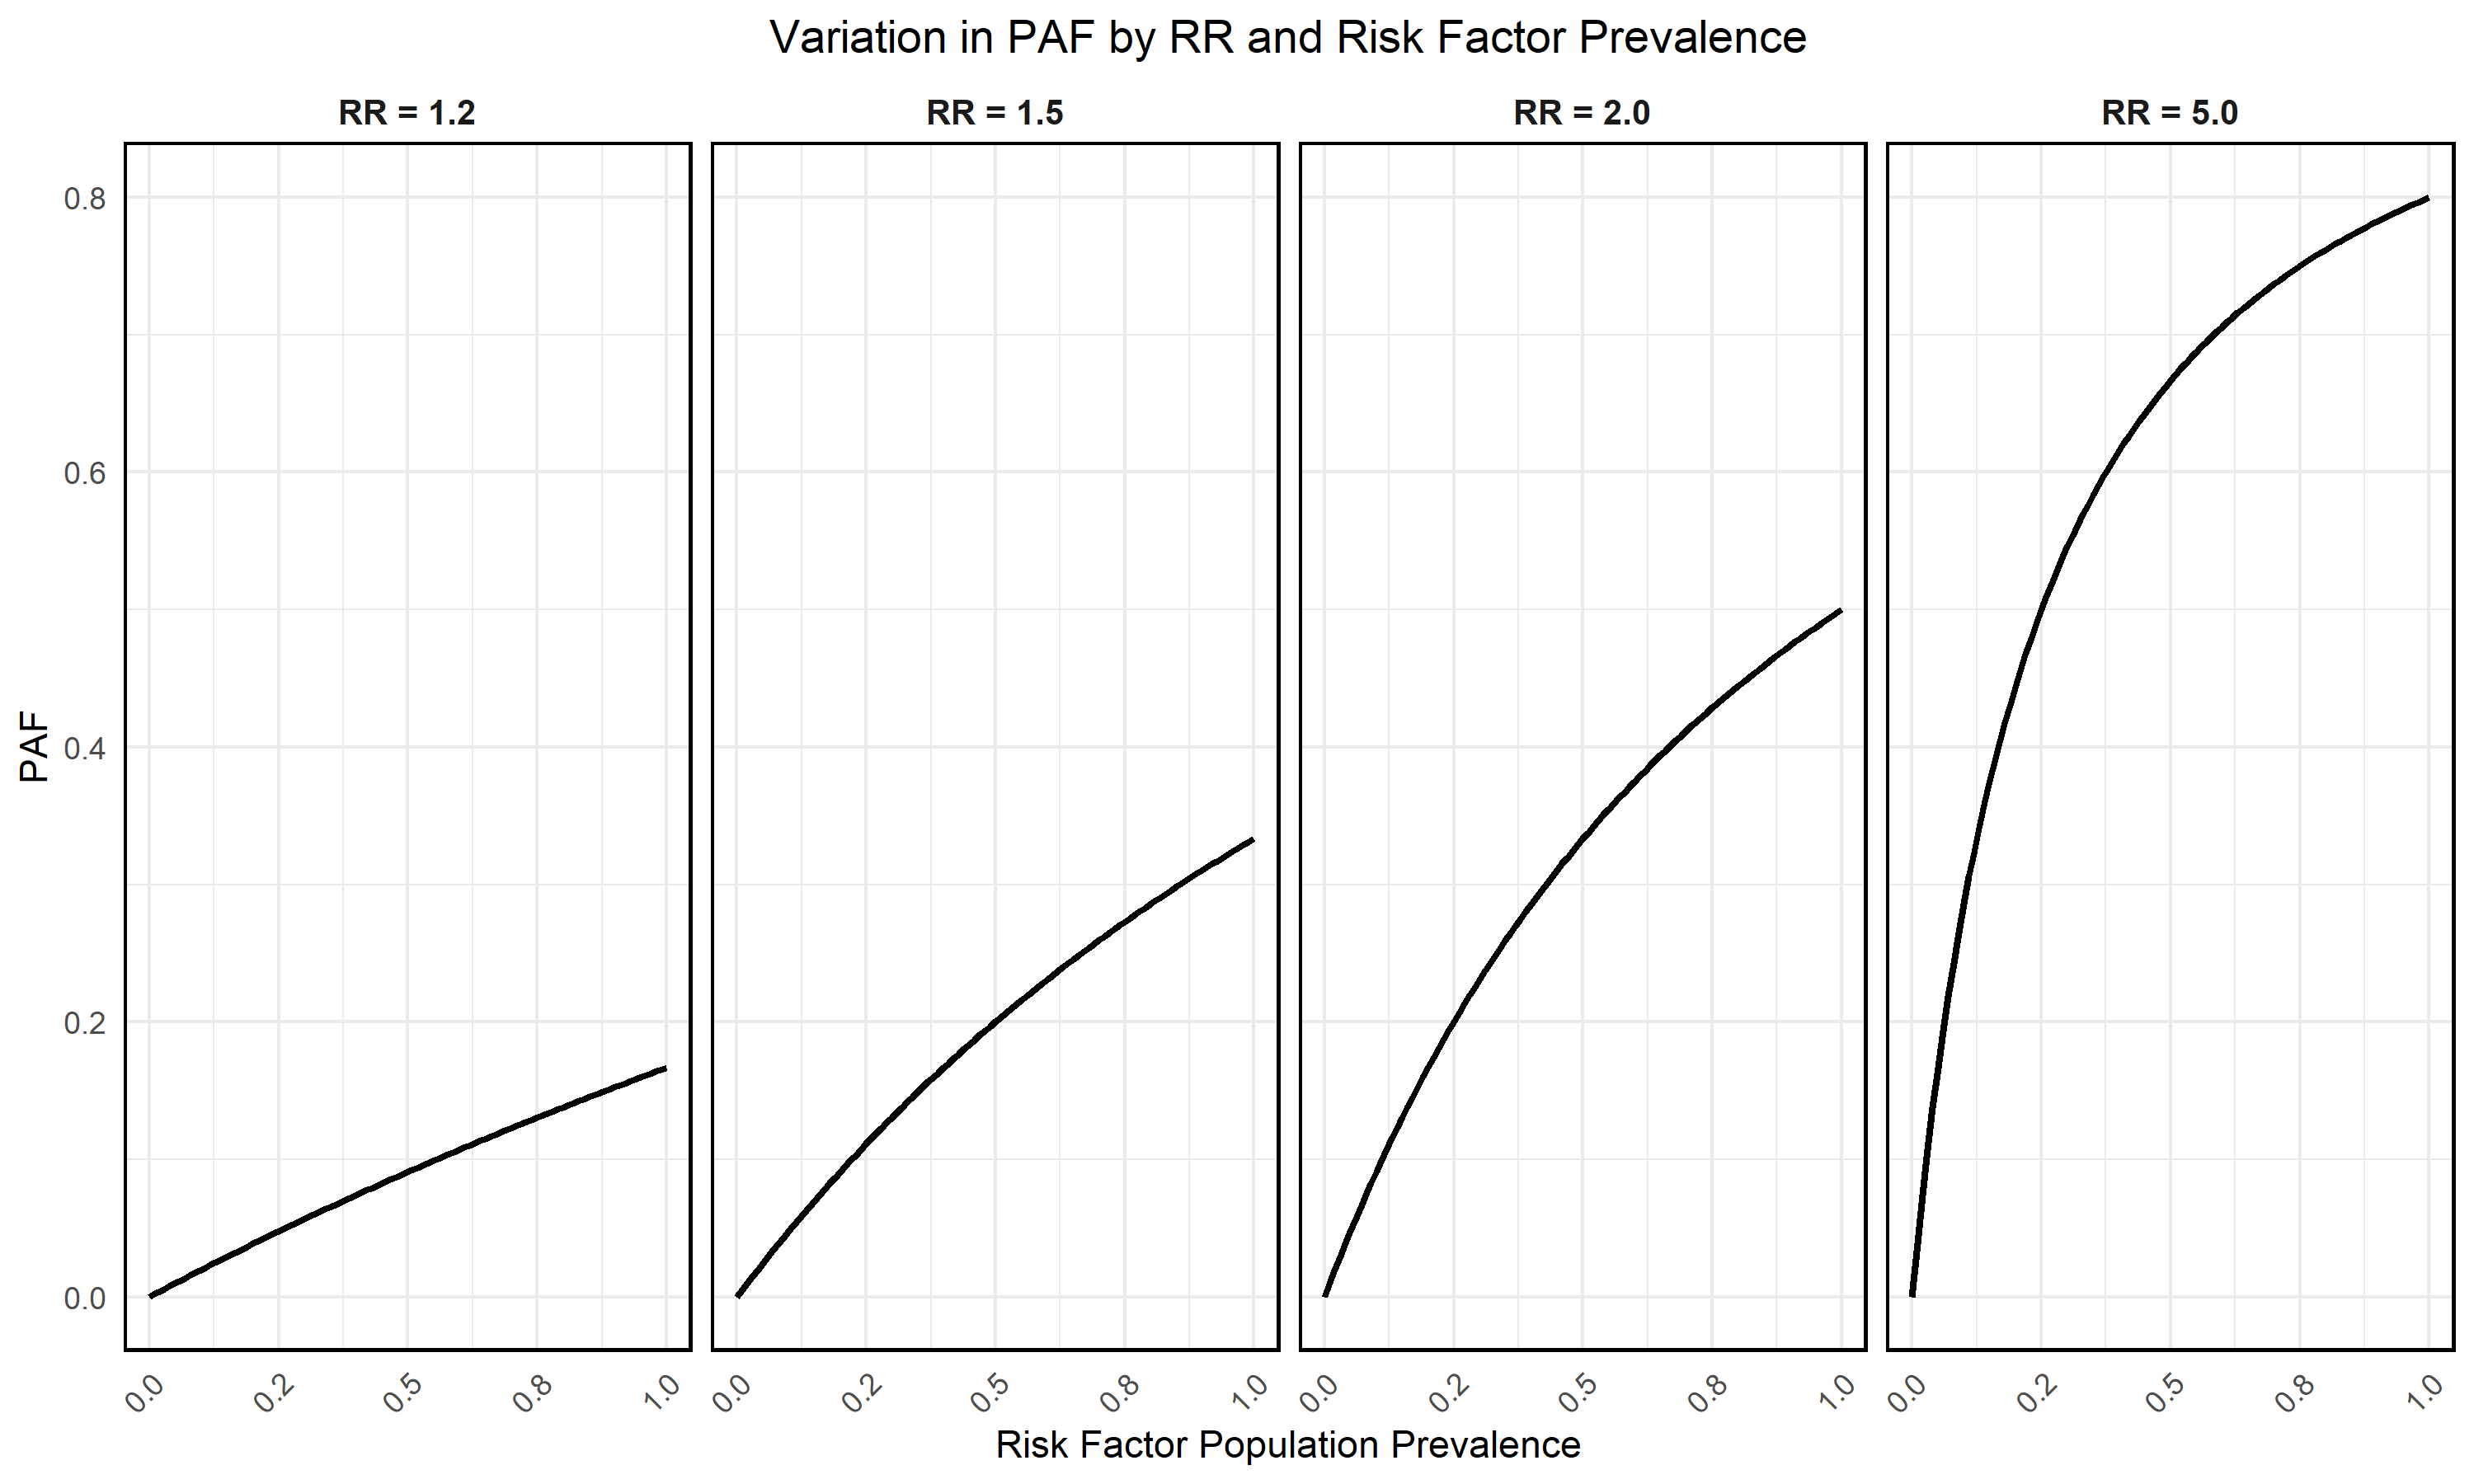 Variation in PAF by RR and Risk Factor Prevalence
RR = 1.2 RR = 1.5 RR = 2.0 RR = 5.0
0.8
0.6
PAF
0.4
0.2
0.0
0.0 0.2 0.5 0.8 1.0 0.0 0.2 0.5 0.8 1.0 0.0 0.2 0.5 0.8 1.0 0.0 0.2 0.5 0.8 1.0
Risk Factor Population Prevalence